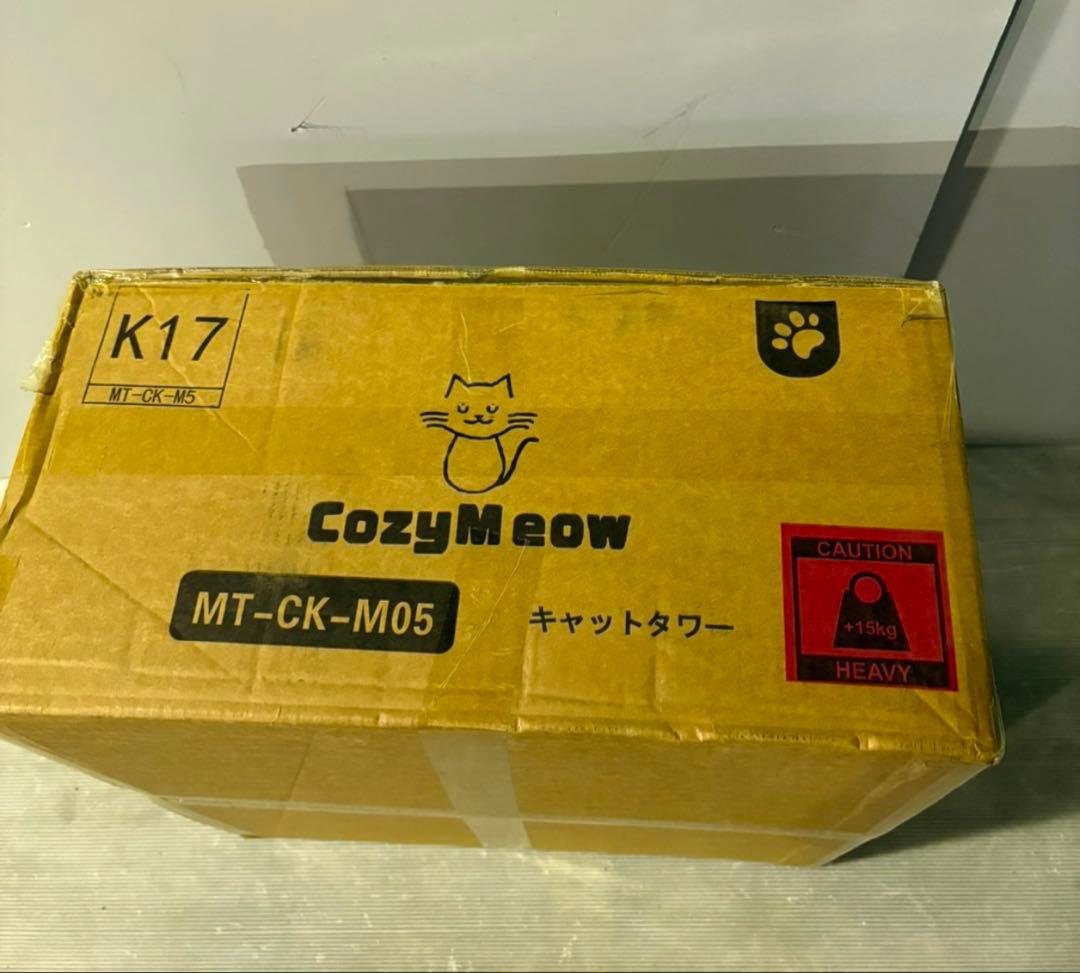 K17
MT-CK-M5
CozyMeow
MT-CK-M05
キャットタワー
CAUTION
+15kg
HEAVY